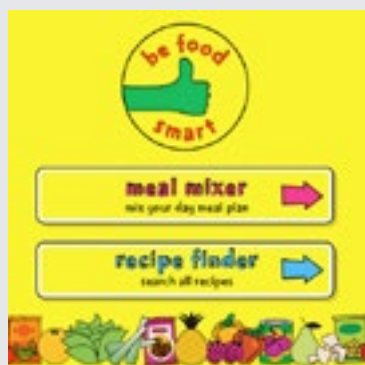 be food
smart
meal mixer
mix your day meal plan
recipe finder
search all recipes